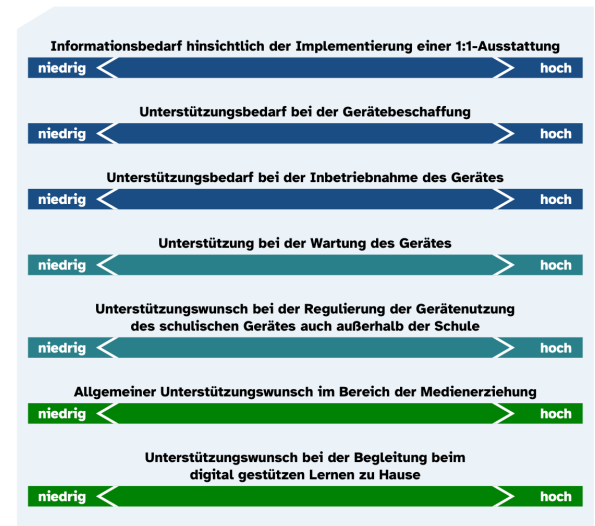 Informationsbedarf hinsichtlich der Implementierung einer 1:1-Ausstattung
niedrig hoch
Unterstützungsbedarf bei der Gerätebeschaffung
niedrig hoch
Unterstützungsbedarf bei der Inbetriebnahme des Gerätes
niedrig hoch
Unterstützung bei der Wartung des Gerätes
niedrig hoch
Unterstützungswunsch bei der Regulierung der Gerätenutzung
des schulischen Gerätes auch außerhalb der Schule
niedrig hoch
Allgemeiner Unterstützungswunsch im Bereich der Medienerziehung
niedrig hoch
Unterstützungswunsch bei der Begleitung beim
digital gestützen Lernen zu Hause
niedrig hoch